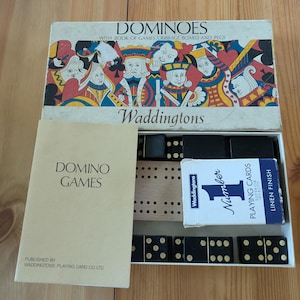 DOMINOES
WITH BOOK OF GAMES, CRIBBAGE BOARD AND PEGS
Waddingtons
DOMINO
GAMES
PUBLISHED BY
WADDINGTONS PLAYING CARD CO LTD
Waddingtons
Number
1
PLAYING CARDS
LINEN FINISH